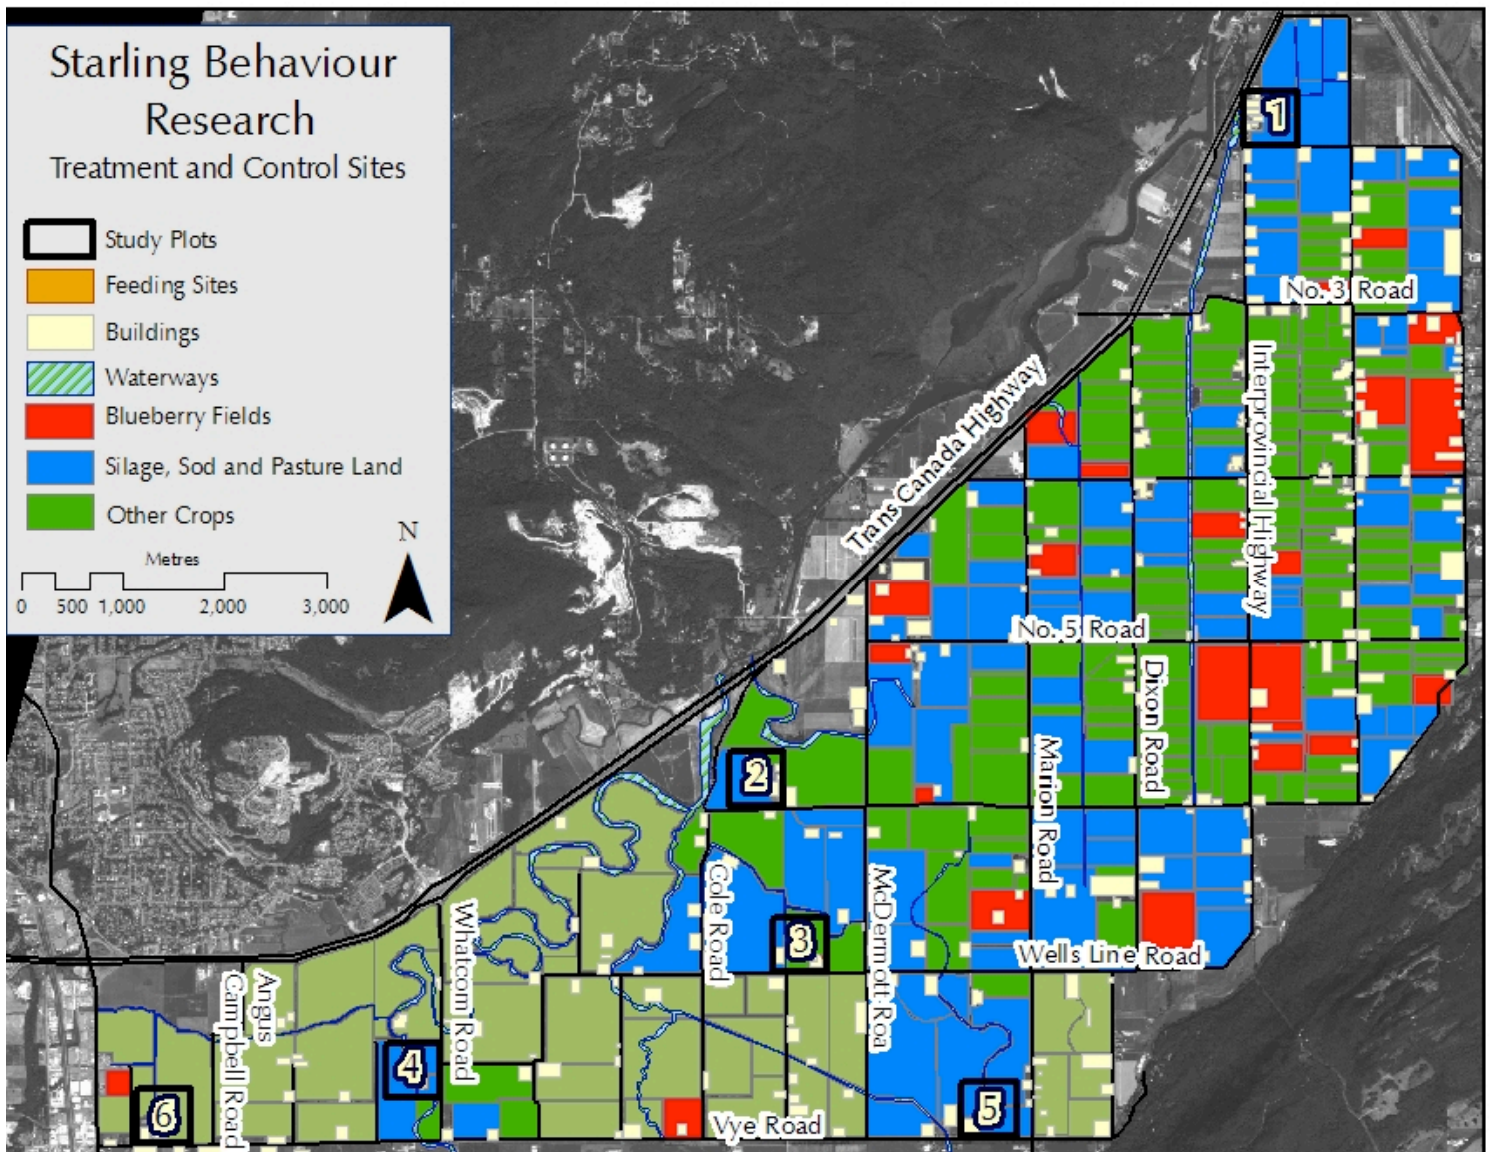 Starling Behaviour
Research
Treatment and Control Sites
Study Plots
Feeding Sites
Buildings
Waterways
Blueberry Fields
Silage, Sod and Pasture Land
Other Crops
N
Metres
0 500 1,000 2,000 3,000
1
No. 3 Road
Interprovincial Highway
Trans Canada Highway
No. 5 Road
Dixon Road
Marion Road
2
Cole Road
McDermott Roa
3
Wells Line Road
Whatcom Road
Angus
Campbell Road
4
5
6
Vye Road